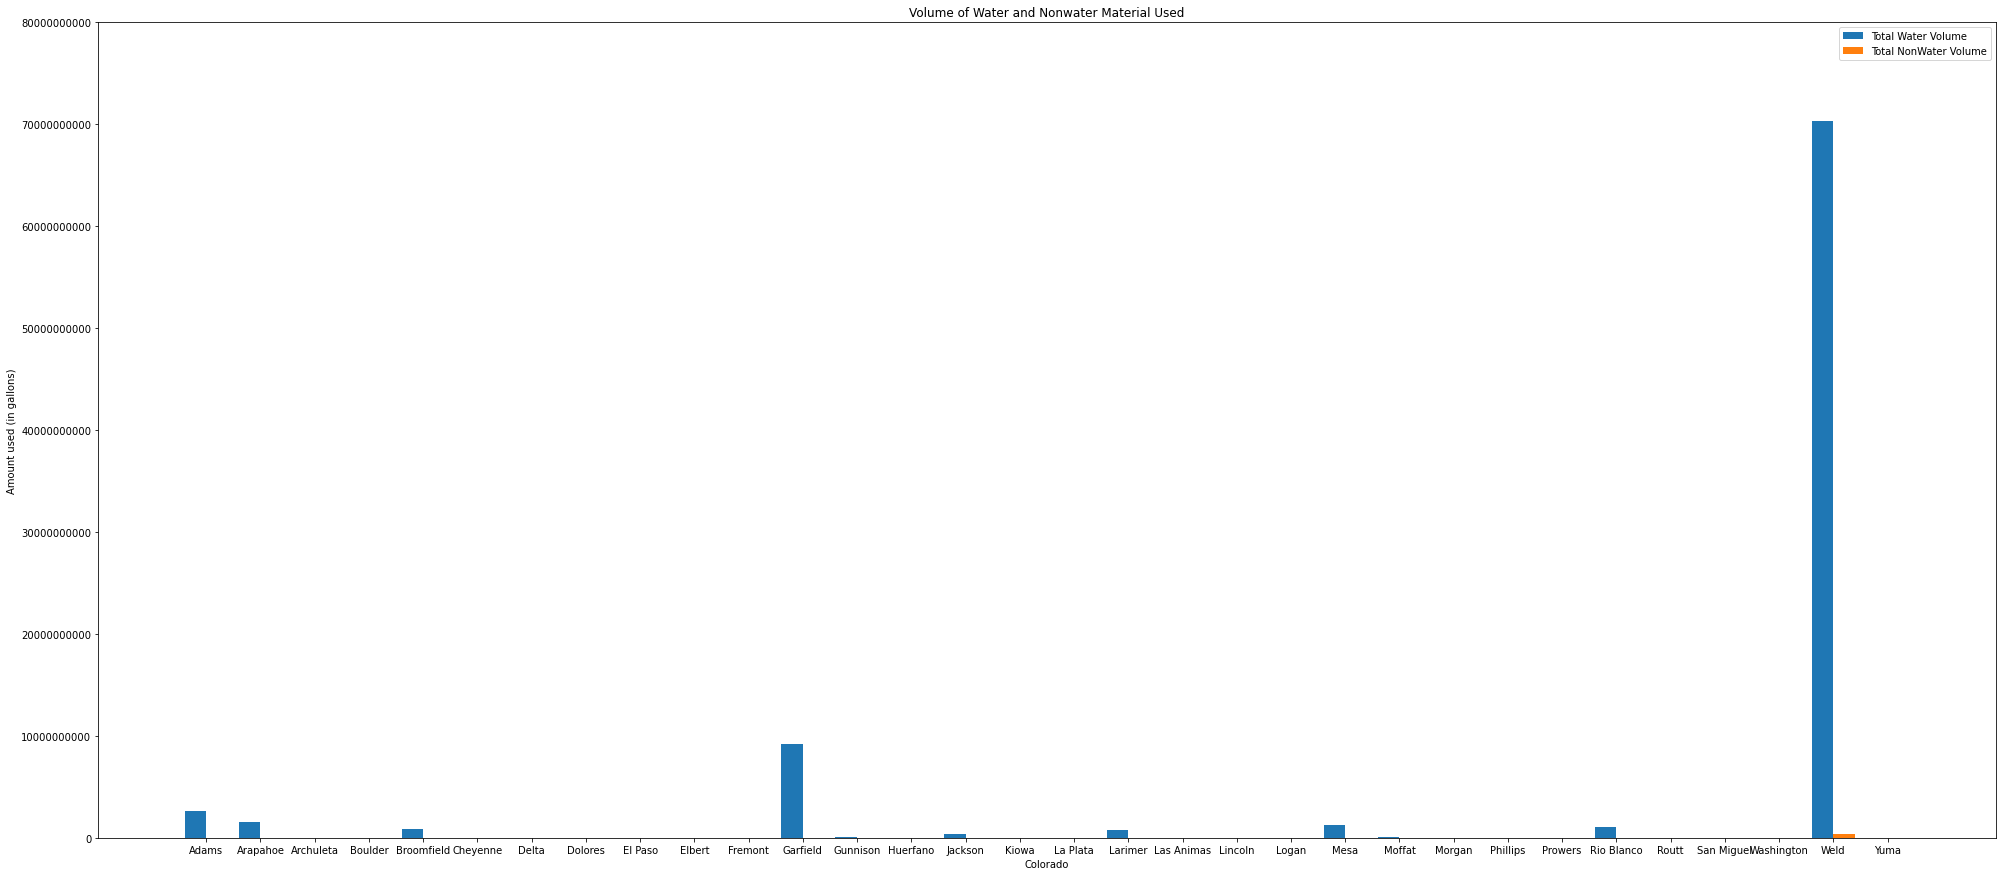 Volume of Water and Nonwater Material Used
Total Water Volume
Total NonWater Volume
80000000000
70000000000
60000000000
50000000000
40000000000
30000000000
20000000000
10000000000
0
Amount used (in gallons)
Adams Arapahoe Archuleta Boulder Broomfield Cheyenne Delta Dolores El Paso Elbert Fremont Garfield Gunnison Huerfano Jackson Kiowa La Plata Larimer Las Animas Lincoln Logan Mesa Moffat Morgan Phillips Prowers Rio Blanco Routt San Miguel Washington Weld Yuma
Colorado